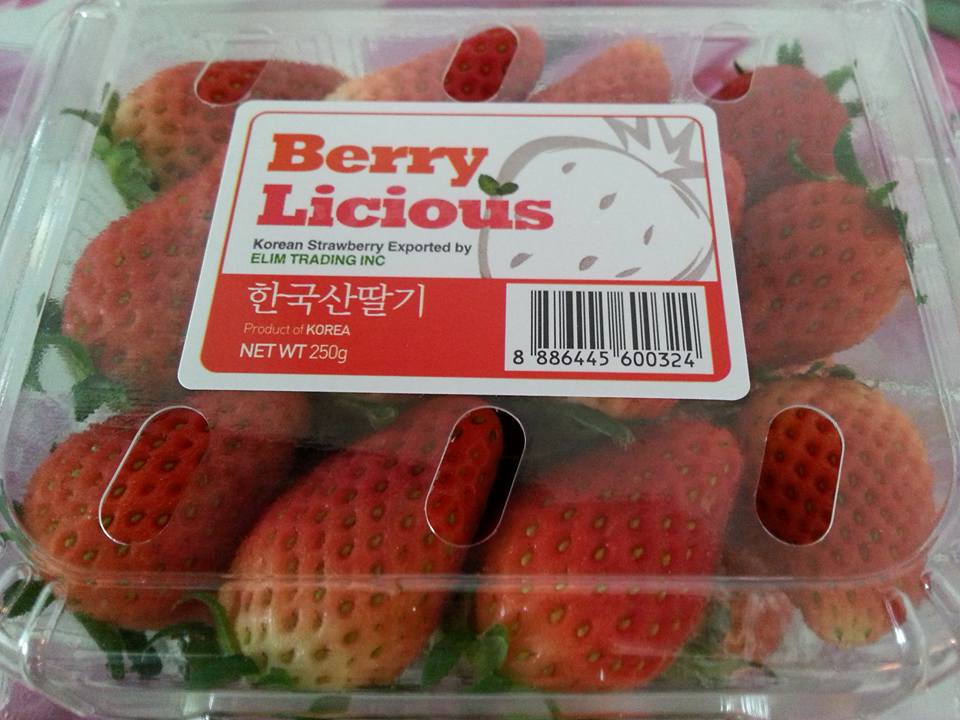 Berry
Licious
Korean Strawberry Exported by
ELIM TRADING INC
한국산딸기
Product of KOREA
NET WT 250g
8 886445 600324